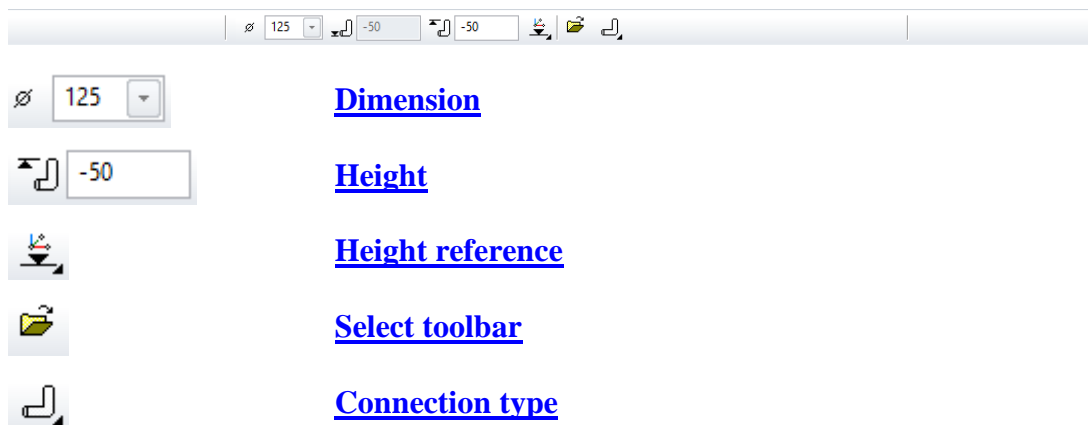 ø 125 -50 -50
ø 125 Dimension
-50 Height
Height reference
Select toolbar
Connection type